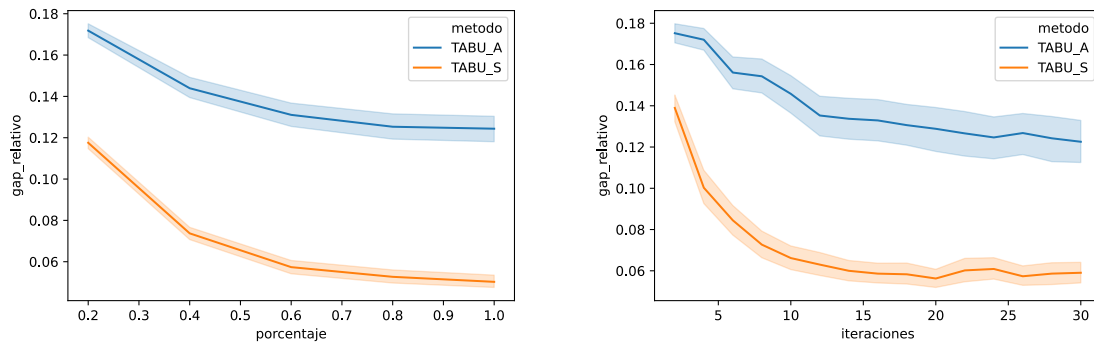 0.18
0.16
0.14
0.12
0.10
0.08
0.06
gap_relativo
0.2 0.3 0.4 0.5 0.6 0.7 0.8 0.9 1.0
porcentaje
metodo
TABU_A
TABU_S
0.18
0.16
0.14
0.12
0.10
0.08
0.06
gap_relativo
5 10 15 20 25 30
iteraciones
metodo
TABU_A
TABU_S